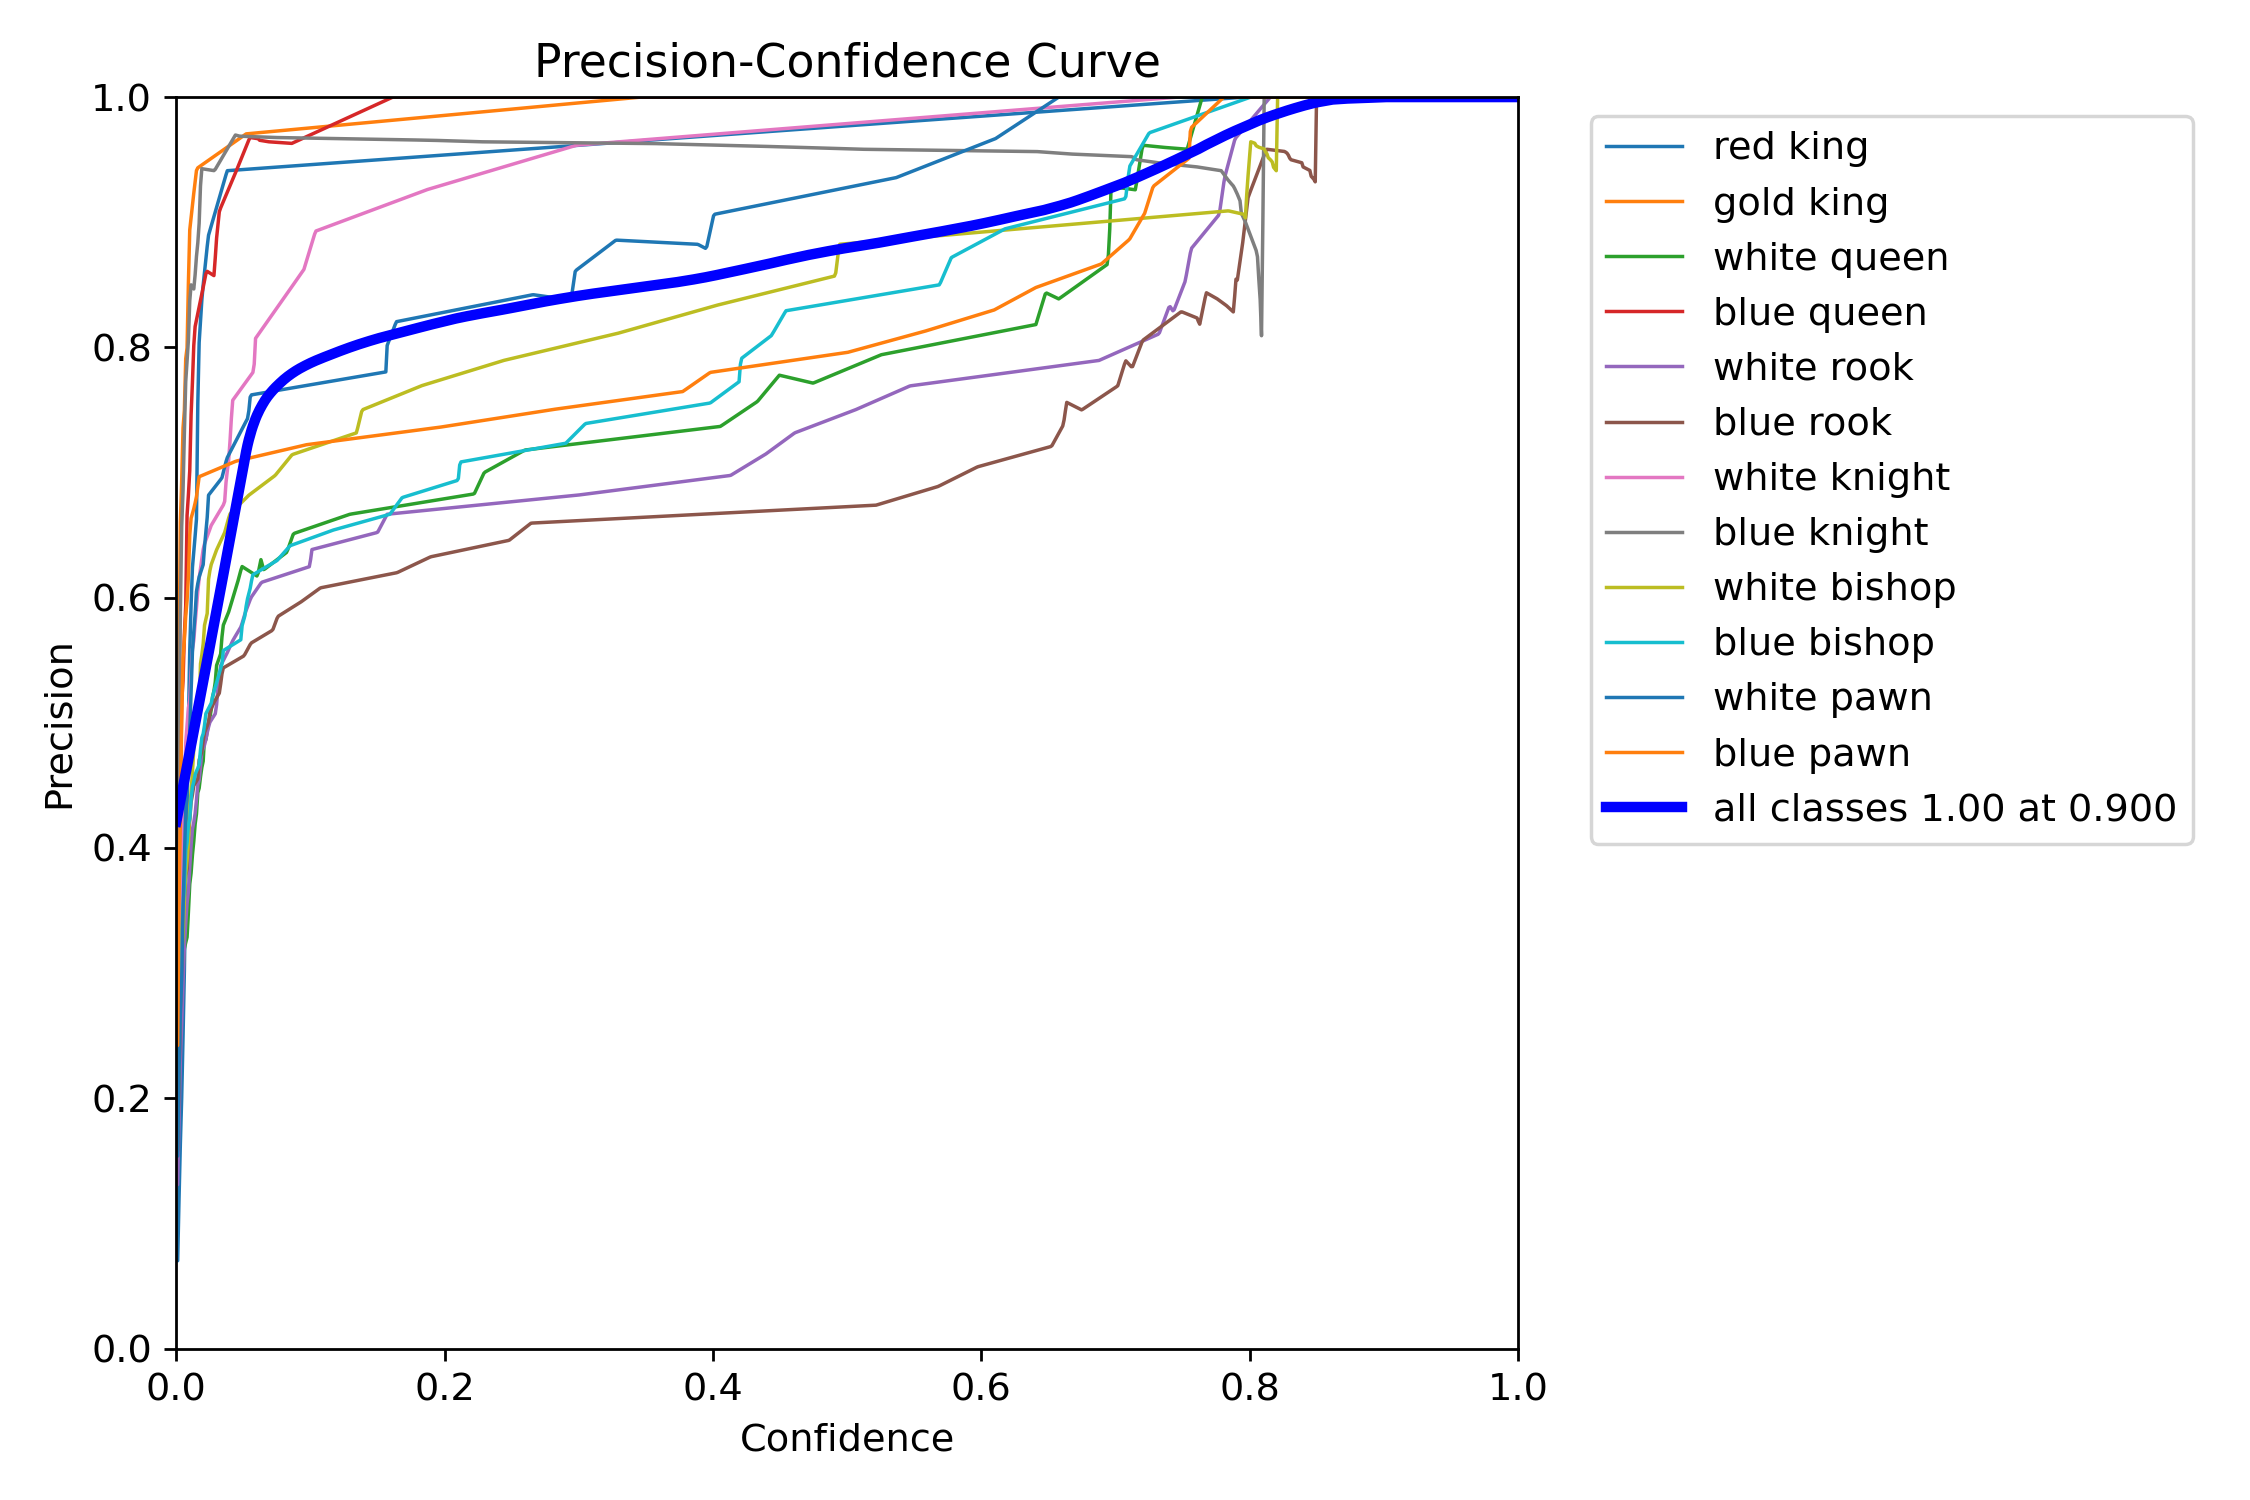 Precision-Confidence Curve
1.0
0.8
0.6
0.4
0.2
0.0
Precision
0.0 0.2 0.4 0.6 0.8 1.0
Confidence
red king
gold king
white queen
blue queen
white rook
blue rook
white knight
blue knight
white bishop
blue bishop
white pawn
blue pawn
all classes 1.00 at 0.900